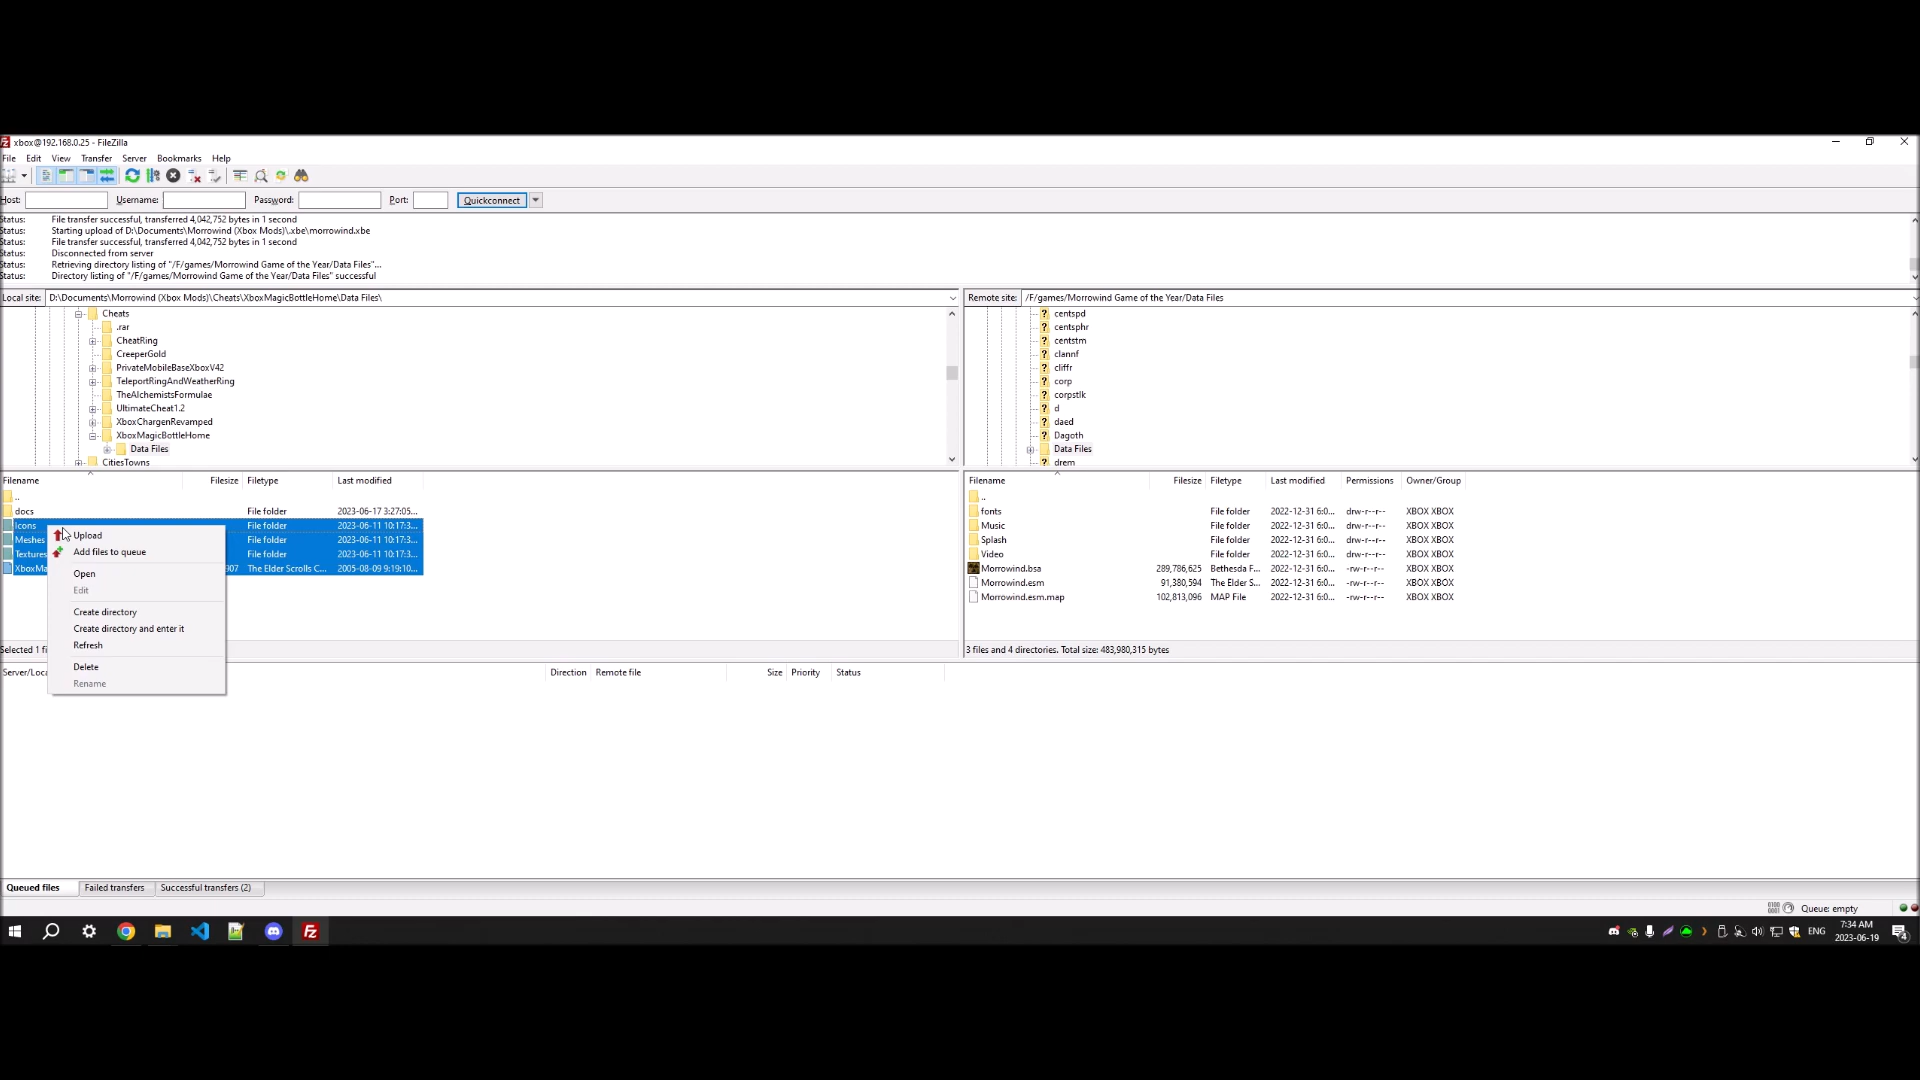 xbox@192.168.0.25 - FileZilla
File Edit View Transfer Server Bookmarks Help
Host: Username: Password: Port: Quickconnect
Status: File transfer successful, transferred 4,042,752 bytes in 1 second
Status: Starting upload of D:\Documents\Morrowind (Xbox Mods)\.xbe\morrowind.xbe
Status: File transfer successful, transferred 4,042,752 bytes in 1 second
Status: Disconnected from server
Status: Retrieving directory listing of "/F/games/Morrowind Game of the Year/Data Files"...
Status: Directory listing of "/F/games/Morrowind Game of the Year/Data Files" successful
Local site: D:\Documents\Morrowind (Xbox Mods)\Cheats\XboxMagicBottleHome\Data Files\
Cheats
.rar
CheatRing
CreeperGold
PrivateMobileBaseXboxV42
TeleportRingAndWeatherRing
TheAlchemistsFormulae
UltimateCheat1.2
XboxChargenRevamped
XboxMagicBottleHome
Data Files
CitiesTowns
Remote site: /F/games/Morrowind Game of the Year/Data Files
centspd
centsphr
centstm
clannf
cliffr
corp
corpstlk
d
daed
Dagoth
Data Files
drem
Filename Filesize Filetype Last modified
..
docs File folder 2023-06-17 3:27:05...
Icons File folder 2023-06-11 10:17:3...
Meshes File folder 2023-06-11 10:17:3...
Textures File folder 2023-06-11 10:17:3...
XboxMa 907 The Elder Scrolls C... 2005-08-09 9:19:10...
Selected 1 fi
Upload
Add files to queue
Open
Edit
Create directory
Create directory and enter it
Refresh
Delete
Rename
Filename Filesize Filetype Last modified Permissions Owner/Group
..
fonts File folder 2022-12-31 6:0... drw-r--r-- XBOX XBOX
Music File folder 2022-12-31 6:0... drw-r--r-- XBOX XBOX
Splash File folder 2022-12-31 6:0... drw-r--r-- XBOX XBOX
Video File folder 2022-12-31 6:0... drw-r--r-- XBOX XBOX
Morrowind.bsa 289,786,625 Bethesda F... 2022-12-31 6:0... -rw-r--r-- XBOX XBOX
Morrowind.esm 91,380,594 The Elder S... 2022-12-31 6:0... -rw-r--r-- XBOX XBOX
Morrowind.esm.map 102,813,096 MAP File 2022-12-31 6:0... -rw-r--r-- XBOX XBOX
3 files and 4 directories. Total size: 483,980,315 bytes
Server/Loca Direction Remote file Size Priority Status
Queued files Failed transfers Successful transfers (2)
Queue: empty
ENG
7:34 AM
2023-06-19
4